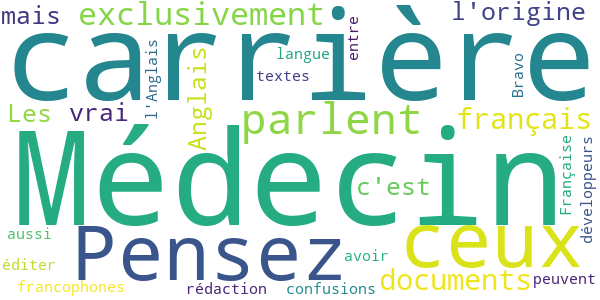 mais exclusivement l'origine
carrière
l'Anglais
Anglais
langue
textes
entre
Bravo
Les vrai parlent français
Médecin
c'est
Française
développeurs
Pensez ceux
aussi
avoir
éditer
documents peuvent
francophones rédaction confusions